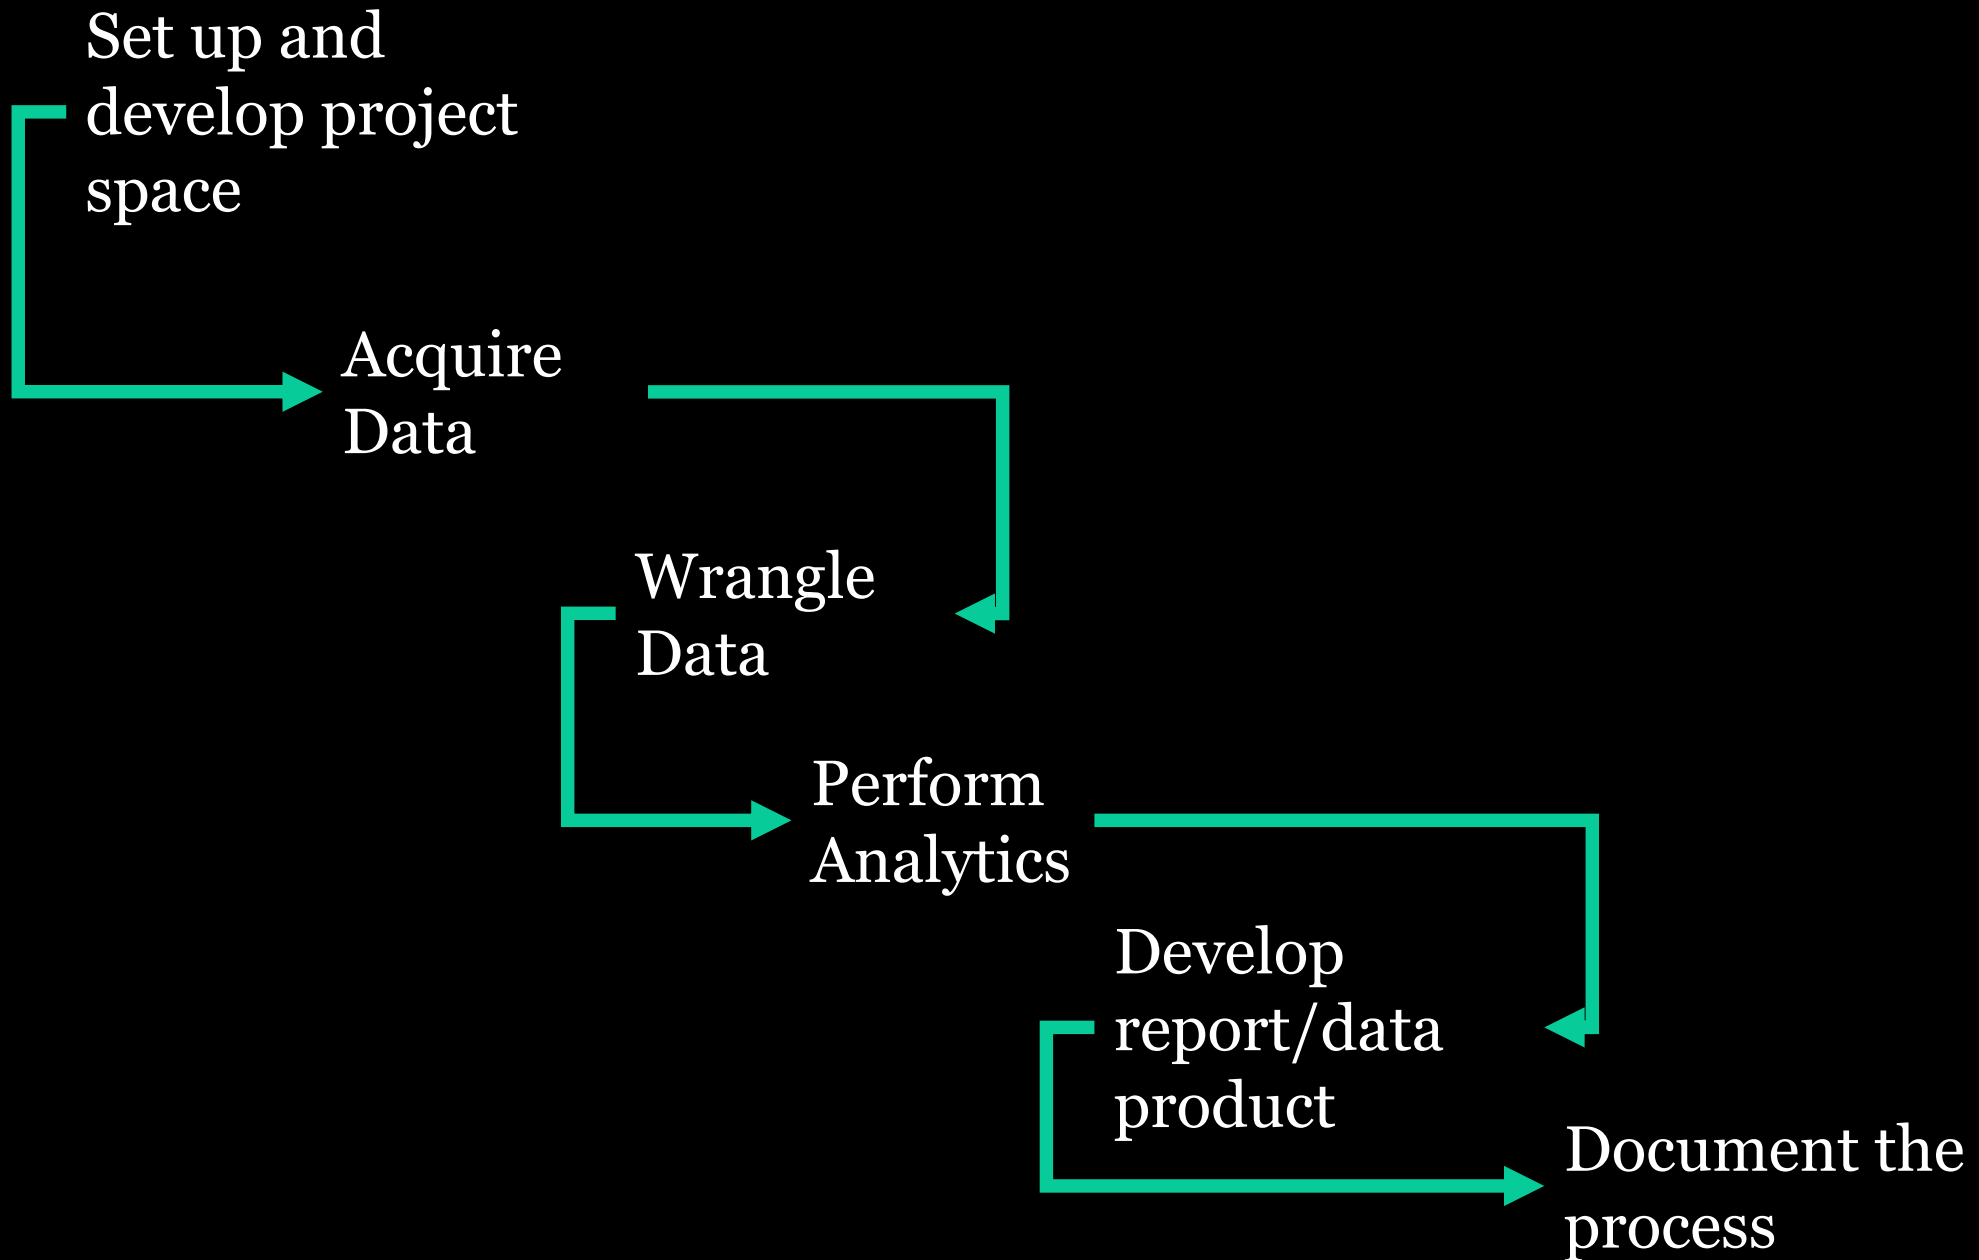 Set up and
develop project
space
Acquire
Data
Wrangle
Data
Perform
Analytics
Develop
report/data
product
Document the
process